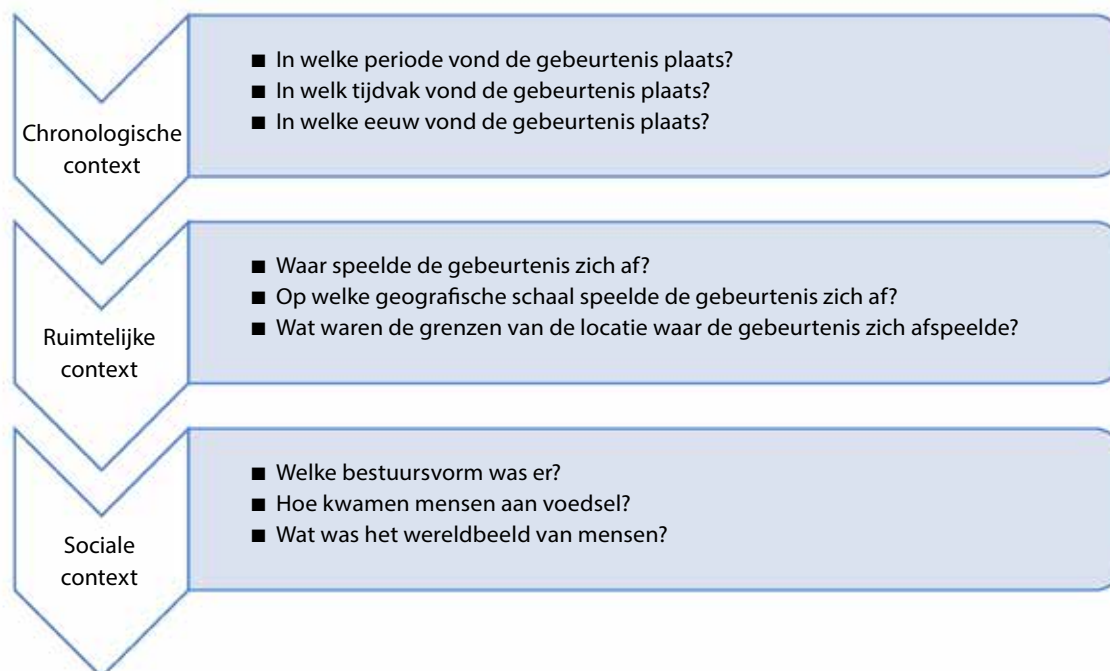 Chronologische
context
■ In welke periode vond de gebeurtenis plaats?
■ In welk tijdvak vond de gebeurtenis plaats?
■ In welke eeuw vond de gebeurtenis plaats?
Ruimtelijke
context
■ Waar speelde de gebeurtenis zich af?
■ Op welke geografische schaal speelde de gebeurtenis zich af?
■ Wat waren de grenzen van de locatie waar de gebeurtenis zich afspeelde?
Sociale
context
■ Welke bestuursvorm was er?
■ Hoe kwamen mensen aan voedsel?
■ Wat was het wereldbeeld van mensen?